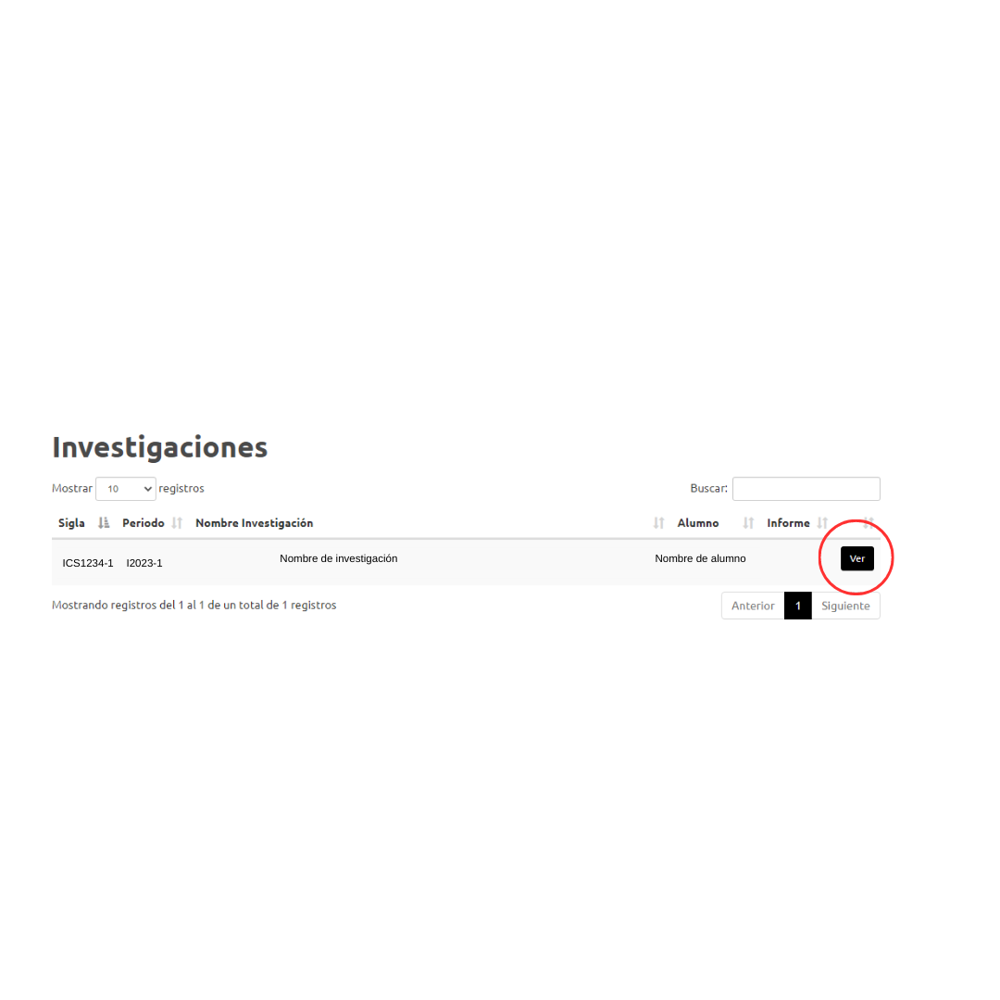 Investigaciones
Mostrar 10 registros Buscar:
Sigla Periodo Nombre Investigación Alumno Informe
ICS1234-1 I2023-1 Nombre de investigación Nombre de alumno Ver
Mostrando registros del 1 al 1 de un total de 1 registros Anterior 1 Siguiente